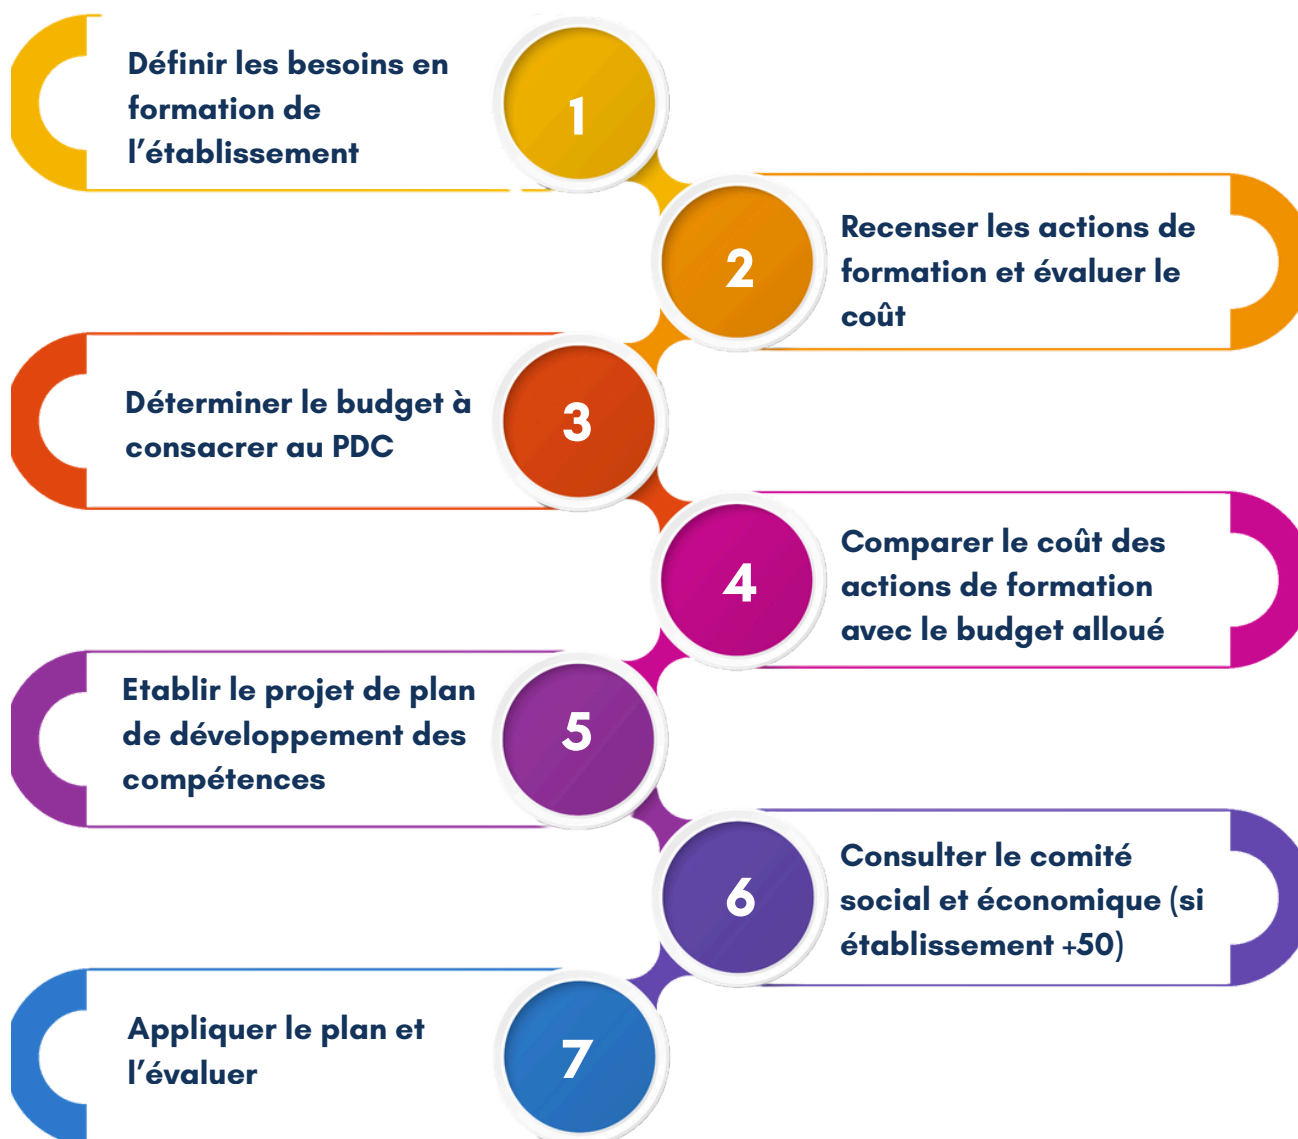 Définir les besoins en
formation de
l'établissement
1
2
Recenser les actions de
formation et évaluer le
coût
Déterminer le budget à
consacrer au PDC
3
4
Comparer le coût des
actions de formation
avec le budget alloué
Etablir le projet de plan
de développement des
compétences
5
6
Consulter le comité
social et économique (si
établissement +50)
Appliquer le plan et
l'évaluer
7